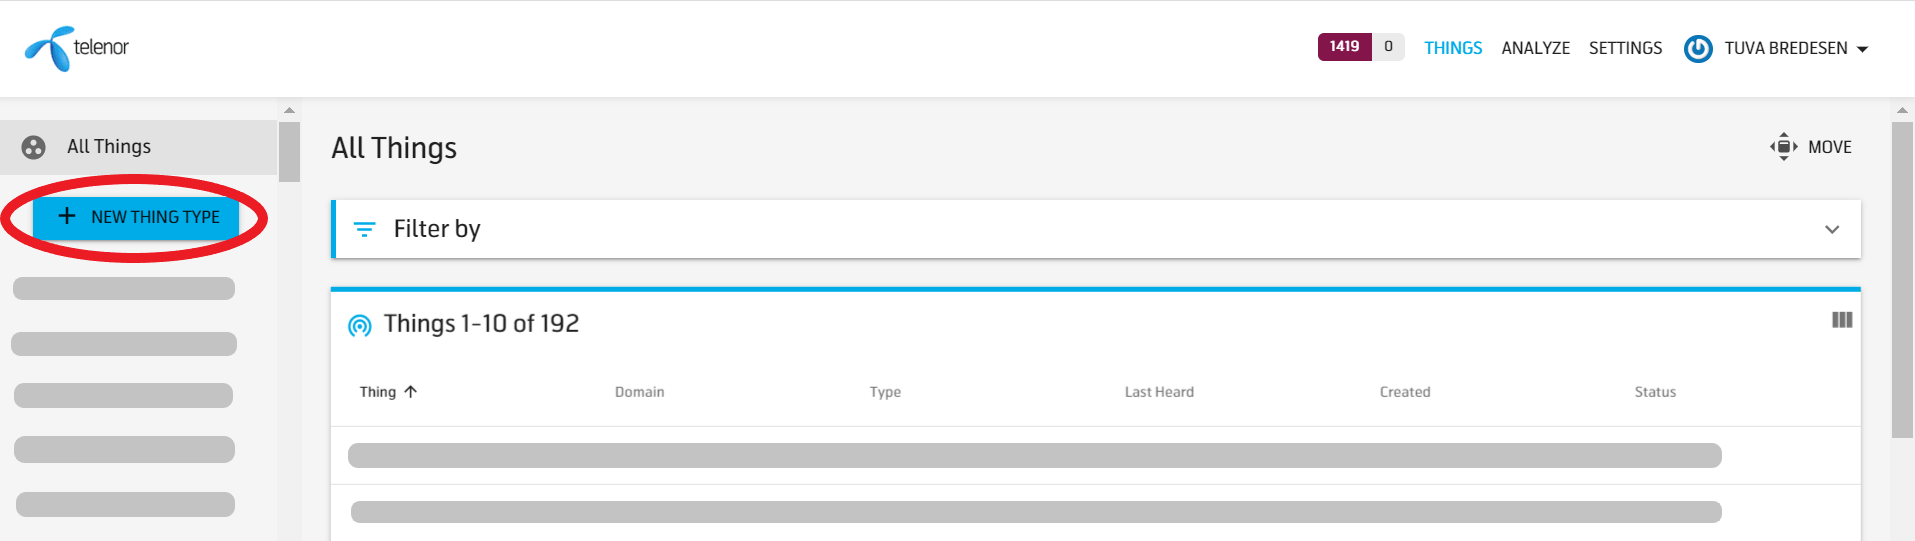 telenor
1419 0 THINGS ANALYZE SETTINGS TUVA BREDESEN
All Things
+ NEW THING TYPE
All Things
MOVE
Filter by
Things 1-10 of 192
Thing Domain Type Last Heard Created Status